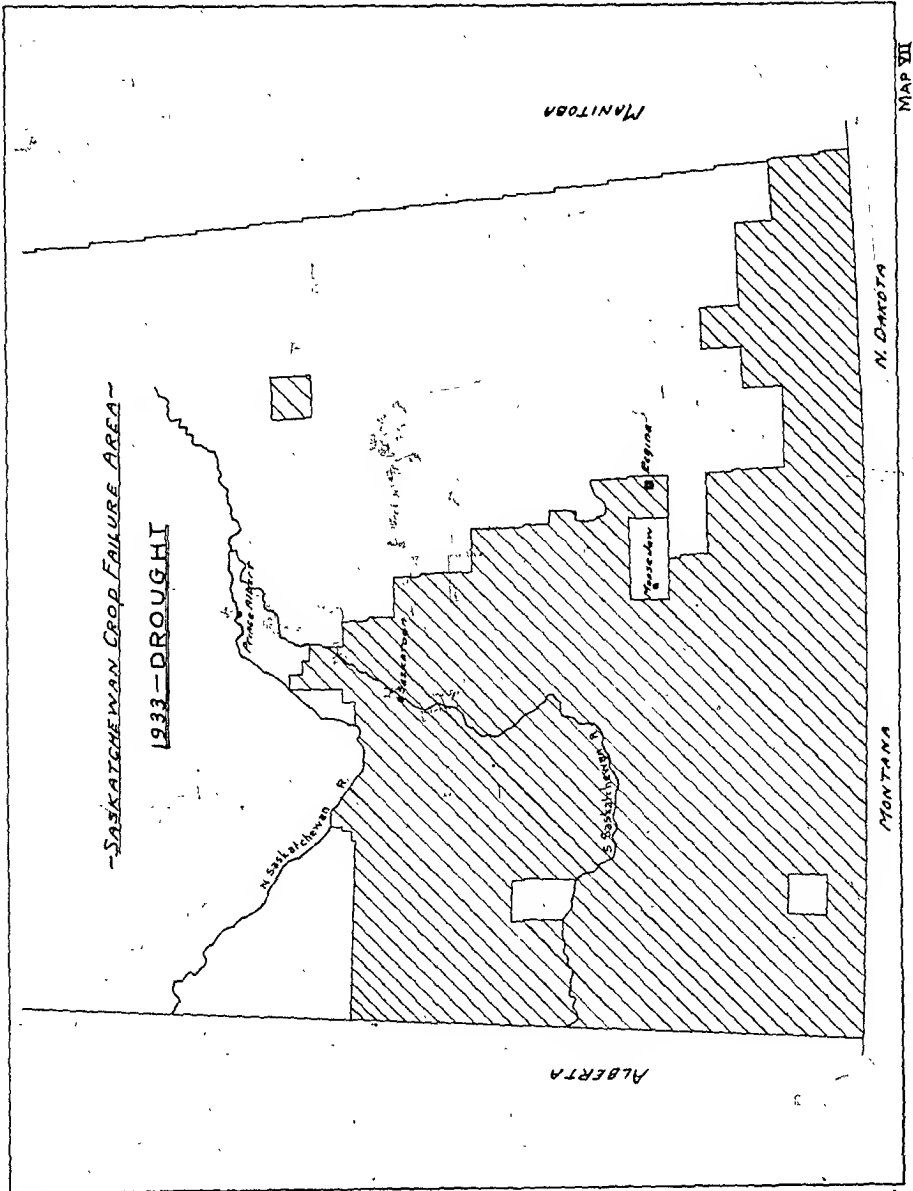 MAP VII
-SASKATCHEWAN CROP FAILURE AREA-
1933-DROUGHT
MANITOBA
ALBERTA
N. DAKOTA
MONTANA
N Saskatchewan R.
Prince Albert
Saskatoon
S Saskatchewan R.
Moosejaw
Regina